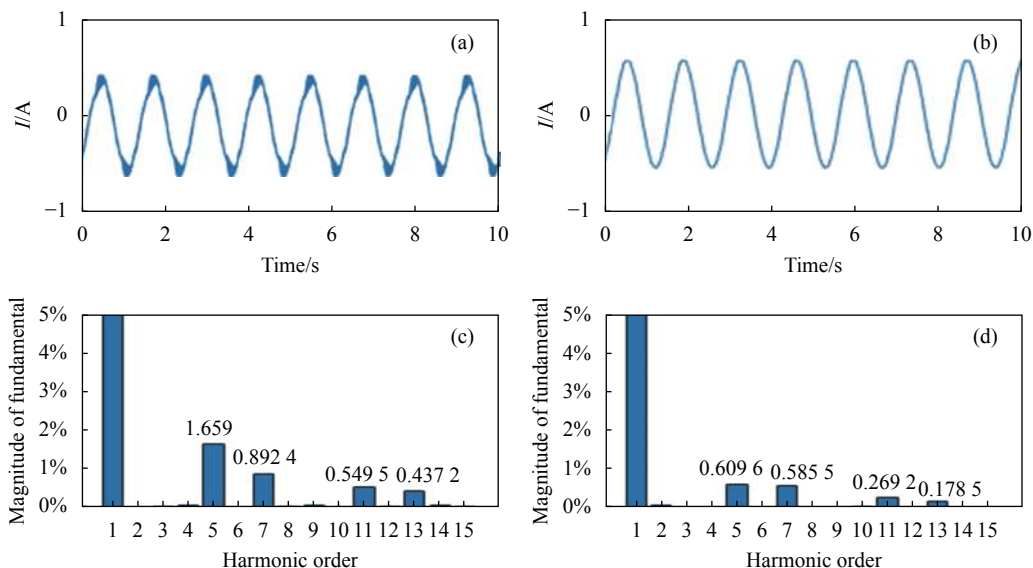 (a)
I/A
1
0
−1
0 2 4 6 8 10
Time/s
(b)
I/A
1
0
−1
0 2 4 6 8 10
Time/s
(c)
Magnitude of fundamental
5%
4%
3%
2%
1%
0%
1.659
0.892 4
0.549 5
0.437 2
1 2 3 4 5 6 7 8 9 10 11 12 13 14 15
Harmonic order
(d)
Magnitude of fundamental
5%
4%
3%
2%
1%
0%
0.609 6
0.585 5
0.269 2
0.178 5
1 2 3 4 5 6 7 8 9 10 11 12 13 14 15
Harmonic order